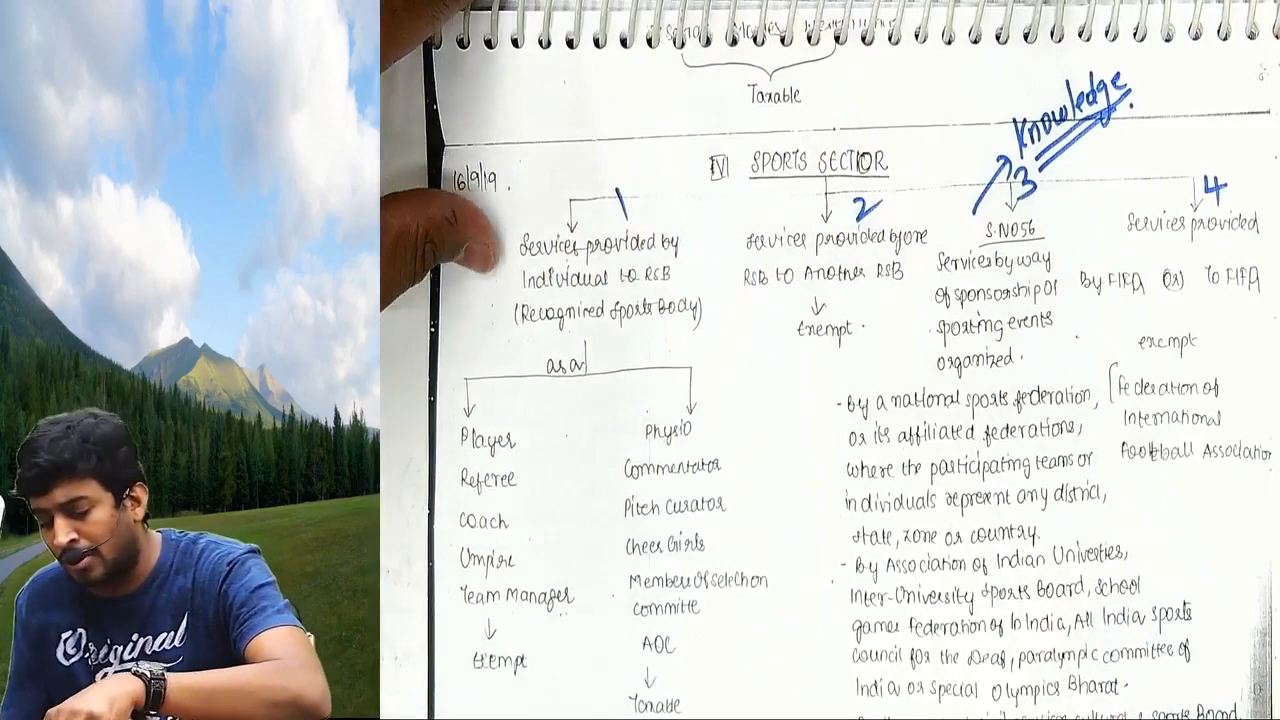 Taxable
Knowledge.
16/9/19.
IV SPORTS SECTOR
1
2
3
4
Services provided by
Individual to RSB
(Recognized Sports Body)
as a
Player
Referee
Coach
Umpire
Team Manager
Exempt
Physio
Commentator
Pitch Curator
Cheer Girls
Member of selection
committe
AOC
Taxable
Services provided by one
RSB to Another RSB
Exempt.
S.NO56
Services by way
of sponsorship of
sporting events
organized.
- By a national sports federation,
or its affiliated federations,
where the participating teams or
individuals represent any district,
state, zone or country.
- By Association of Indian Univesties,
Inter-University Sports Board, School
games federation of India, All India sports
council for the Deaf, paralympic committee of
India or special Olympics Bharat.
Services provided
By FIFA (or) To FIFA
exempt
Federation of
International
Football Association
Original